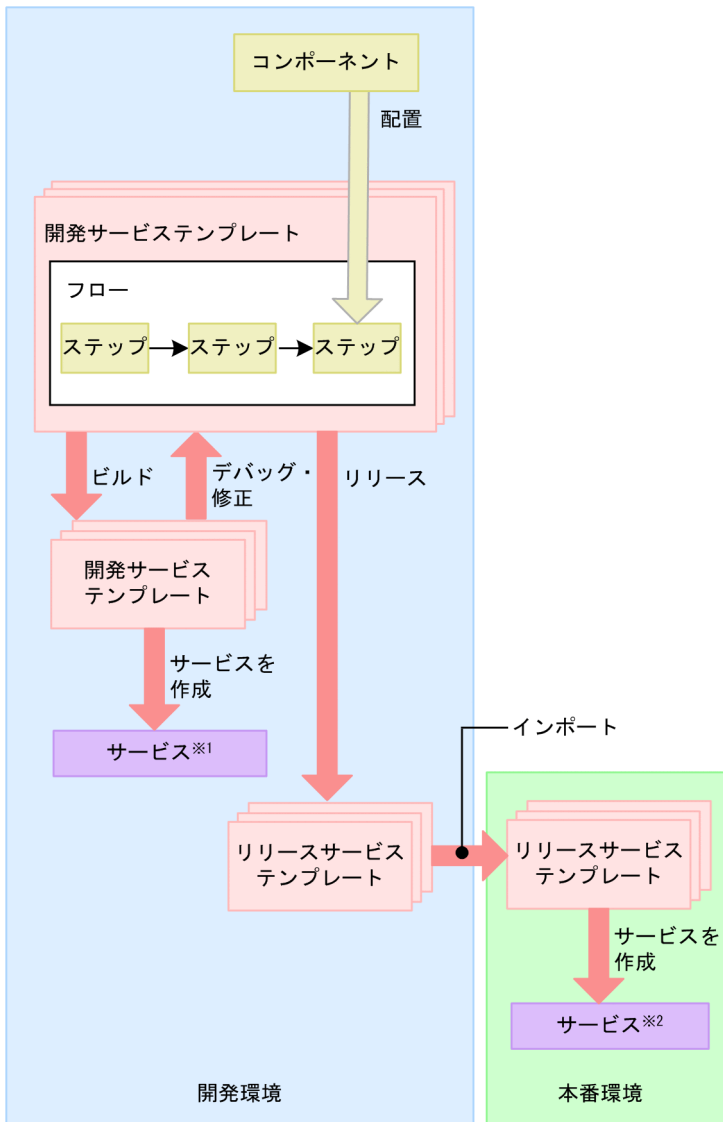 コンポーネント
配置
開発サービステンプレート
フロー
ステップ
ステップ
ステップ
ビルド
デバッグ・
修正
リリース
開発サービス
テンプレート
サービスを
作成
サービス※1
インポート
リリースサービス
テンプレート
リリースサービス
テンプレート
サービスを
作成
サービス※2
開発環境
本番環境